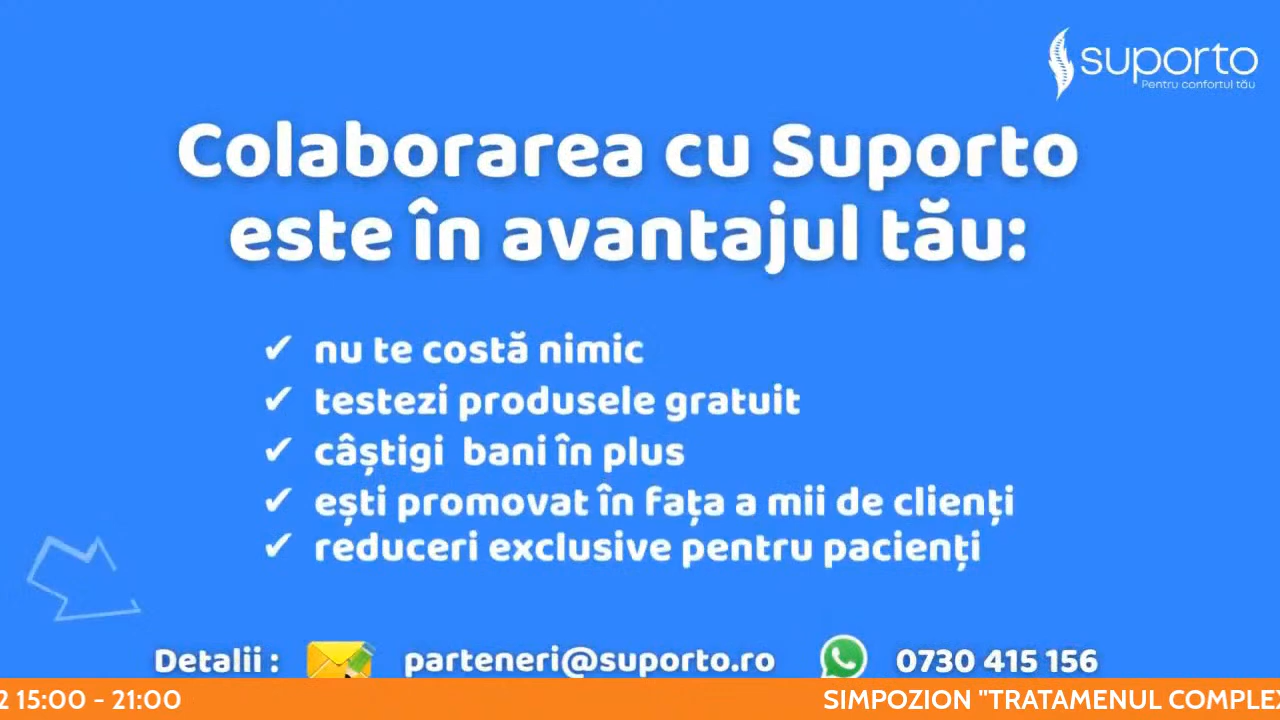 suporto
Pentru confortul tău
Colaborarea cu Suporto
este în avantajul tău:
✔ nu te costă nimic
✔ testezi produsele gratuit
✔ câștigi bani în plus
✔ ești promovat în fața a mii de clienți
✔ reduceri exclusive pentru pacienți
Detalii : parteneri@suporto.ro 0730 415 156
2 15:00 - 21:00 SIMPOZION "TRATAMENUL COMPLEX